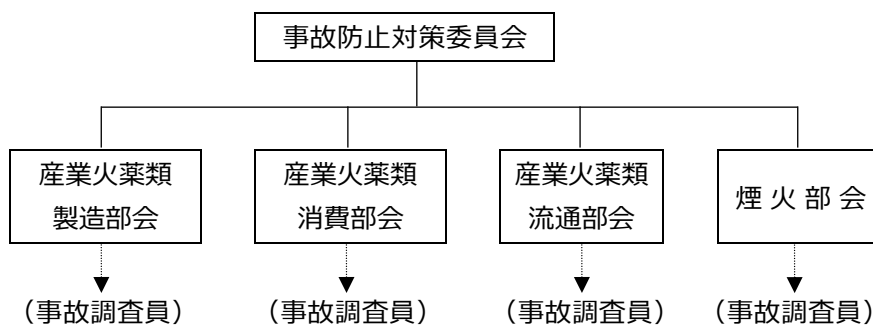 事故防止対策委員会
産業火薬類
製造部会
産業火薬類
消費部会
産業火薬類
流通部会
煙火部会
（事故調査員）
（事故調査員）
（事故調査員）
（事故調査員）